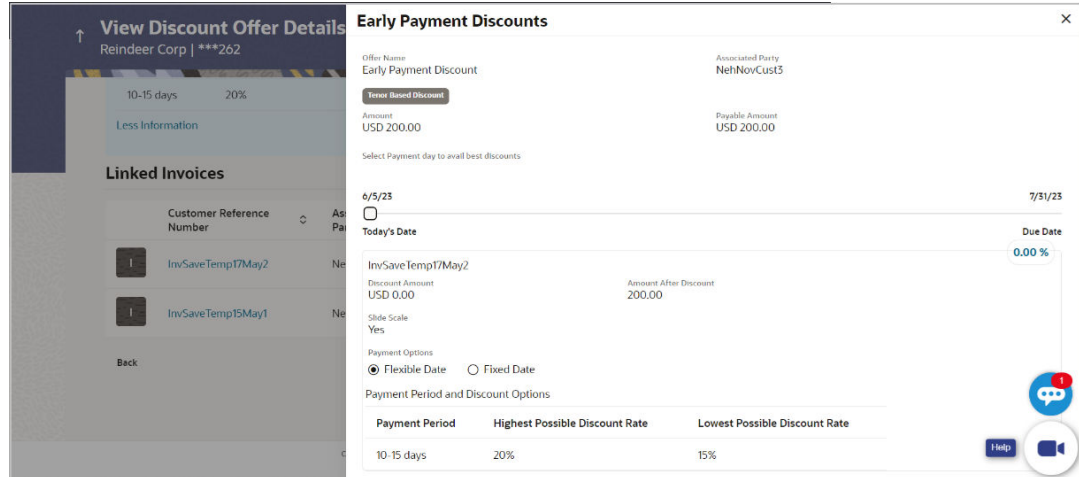 ↑ View Discount Offer Details
Reindeer Corp | ***262
10-15 days 20%
Less Information
Linked Invoices
Customer Reference
Number
I InvSaveTemp17May2 Ne
I InvSaveTemp15May1 Ne
Back
Early Payment Discounts
Offer Name Associated Party
Early Payment Discount NehNovCust3
Tenor Based Discount
Amount Payable Amount
USD 200.00 USD 200.00
Select Payment day to avail best discounts
6/5/23 7/31/23
Today's Date Due Date
0.00 %
InvSaveTemp17May2
Discount Amount Amount After Discount
USD 0.00 200.00
Slide Scale
Yes
Payment Options
Flexible Date Fixed Date
Payment Period and Discount Options
Payment Period Highest Possible Discount Rate Lowest Possible Discount Rate
10-15 days 20% 15%
1
Help